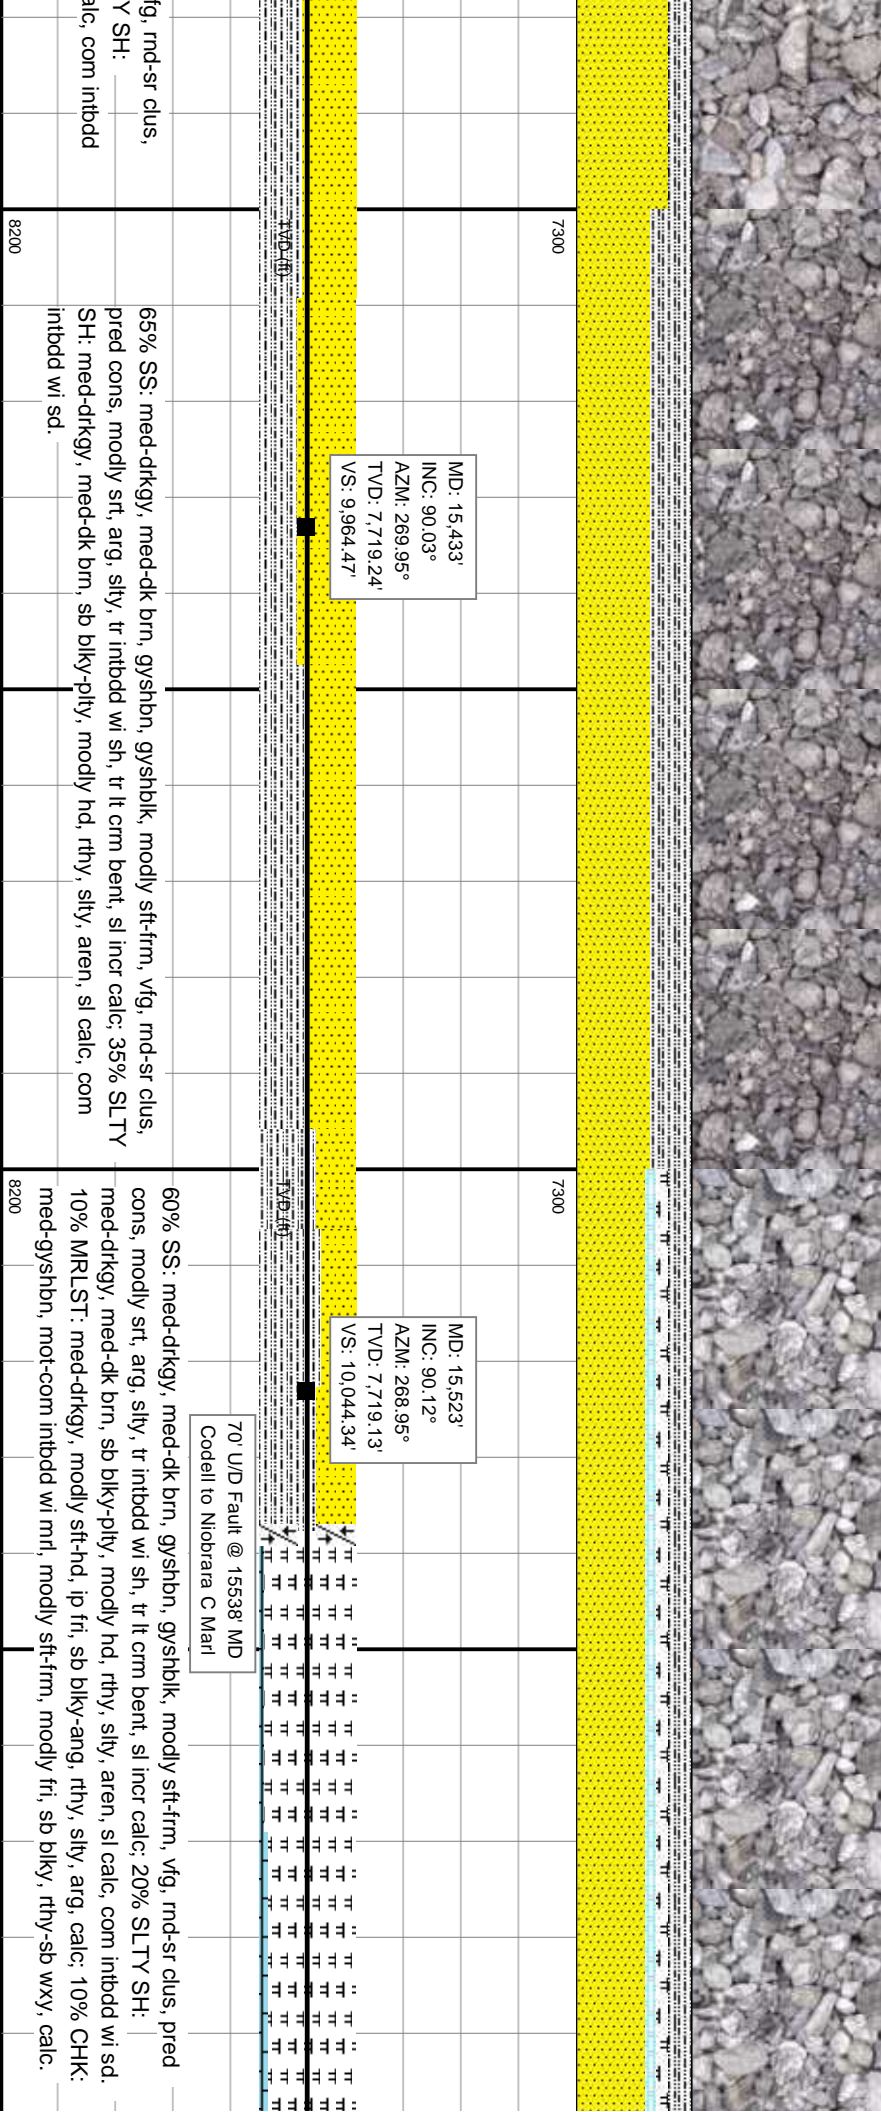 fg, rnd-sr clus,
Y SH:
alc, com intbdd
8200
TVD (ft)
7300
65% SS: med-drkgy, med-dk brn, gyshbn, gyshblk, modly sft-frm, vfg, rnd-sr clus,
pred cons, modly srt, arg, slty, tr intbdd wi sh, tr lt crm bent, sl incr calc; 35% SLTY
SH: med-drkgy, med-dk brn, sb blky-plty, modly hd, rthy, slty, aren, sl calc, com
intbdd wi sd.
MD: 15,433'
INC: 90.03°
AZM: 269.95°
TVD: 7,719.24'
VS: 9,964.47'
8200
TVD (ft)
7300
60% SS: med-drkgy, med-dk brn, gyshbn, gyshblk, modly sft-frm, vfg, rnd-sr clus, pred
cons, modly srt, arg, slty, tr intbdd wi sh, tr lt crm bent, sl incr calc; 20% SLTY SH:
med-drkgy, med-dk brn, sb blky-plty, modly hd, rthy, slty, aren, sl calc, com intbdd wi sd.
10% MRLST: med-drkgy, modly sft-hd, ip fri, sb blky-ang, rthy, slty, arg, calc; 10% CHK:
med-gyshbn, mot-com intbdd wi mrl, modly sft-frm, modly fri, sb blky, rthy-sb wxy, calc.
MD: 15,523'
INC: 90.12°
AZM: 268.95°
TVD: 7,719.13'
VS: 10,044.34'
70' U/D Fault @ 15538' MD
Codell to Niobrara C Marl